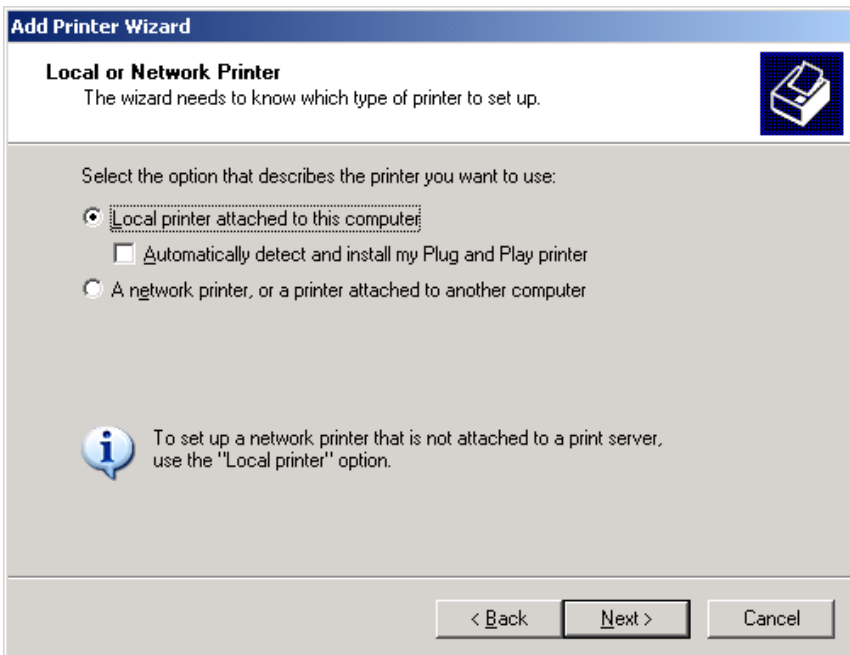 Add Printer Wizard
Local or Network Printer
The wizard needs to know which type of printer to set up.
Select the option that describes the printer you want to use:
Local printer attached to this computer
Automatically detect and install my Plug and Play printer
A network printer, or a printer attached to another computer
To set up a network printer that is not attached to a print server,
use the "Local printer" option.
< Back Next > Cancel